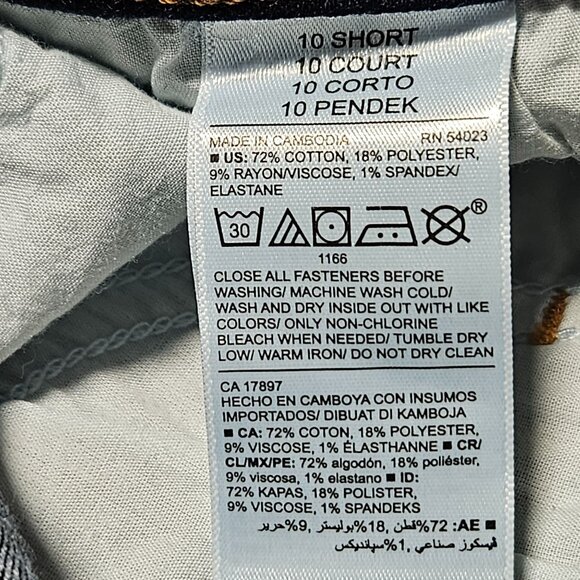 10 SHORT
10 COURT
10 CORTO
10 PENDEK
MADE IN CAMBODIA RN 54023
■ US: 72% COTTON, 18% POLYESTER,
9% RAYON/VISCOSE, 1% SPANDEX/
ELASTANE
30 ®
1166
CLOSE ALL FASTENERS BEFORE
WASHING/ MACHINE WASH COLD/
WASH AND DRY INSIDE OUT WITH LIKE
COLORS/ ONLY NON-CHLORINE
BLEACH WHEN NEEDED/ TUMBLE DRY
LOW/ WARM IRON/ DO NOT DRY CLEAN
CA 17897
HECHO EN CAMBOYA CON INSUMOS
IMPORTADOS/ DIBUAT DI KAMBOJA
■ CA: 72% COTON, 18% POLYESTER,
9% VISCOSE, 1% ÉLASTHANNE ■ CR/
CL/MX/PE: 72% algodón, 18% poliéster,
9% viscosa, 1% elastano ■ ID:
72% KAPAS, 18% POLISTER,
9% VISCOSE, 1% SPANDEKS
■ AE: 72%قطن, 18%بوليستر, 9%حرير
فيسكوز صناعي, 1%سپانديكس